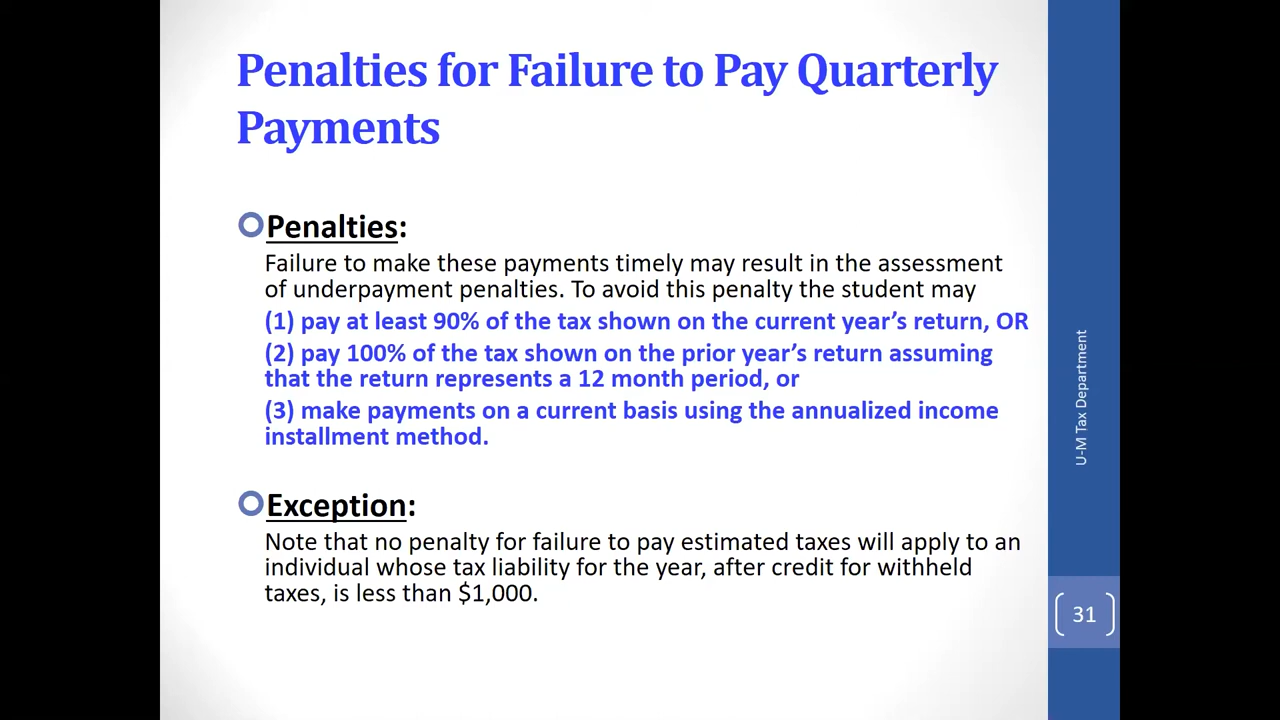 Penalties for Failure to Pay Quarterly
Payments
Penalties:
Failure to make these payments timely may result in the assessment
of underpayment penalties. To avoid this penalty the student may
(1) pay at least 90% of the tax shown on the current year’s return, OR
(2) pay 100% of the tax shown on the prior year’s return assuming
that the return represents a 12 month period, or
(3) make payments on a current basis using the annualized income
installment method.
Exception:
Note that no penalty for failure to pay estimated taxes will apply to an
individual whose tax liability for the year, after credit for withheld
taxes, is less than $1,000.
U-M Tax Department
31